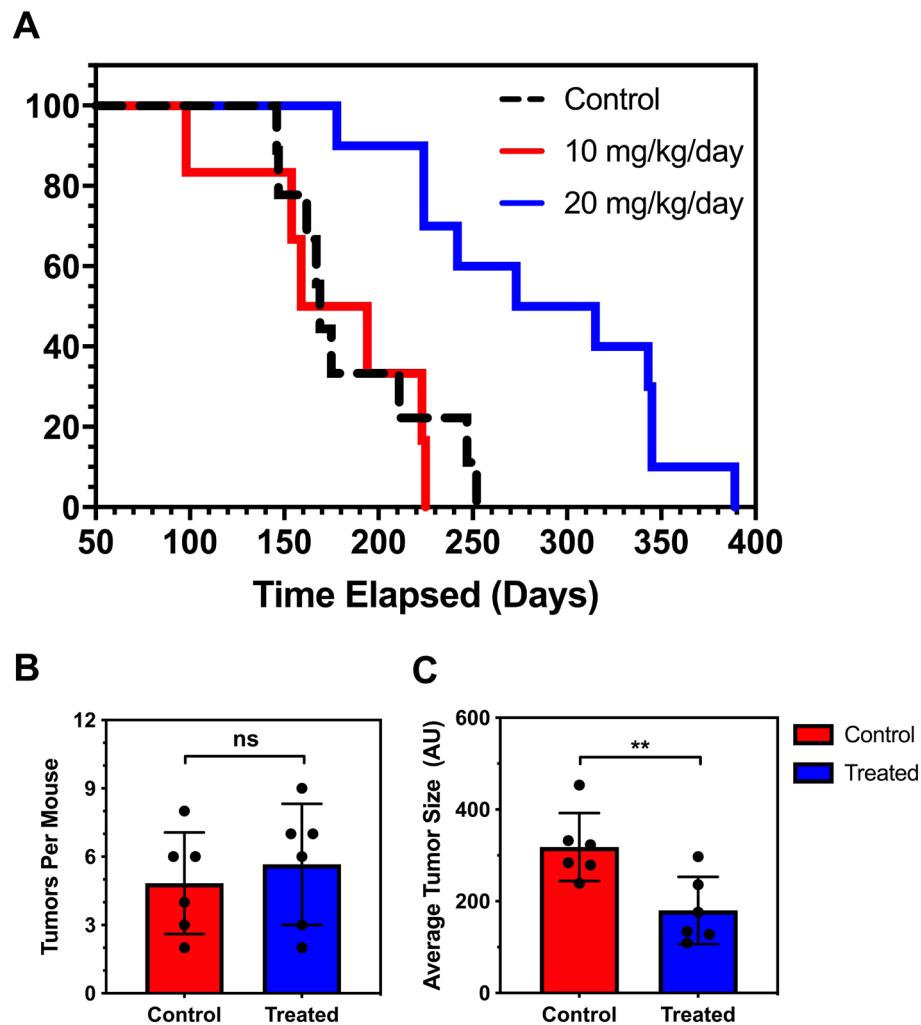 A
100
80
60
40
20
0
50 100 150 200 250 300 350 400
Time Elapsed (Days)
Control
10 mg/kg/day
20 mg/kg/day
B
Tumors Per Mouse
12
9
6
3
0
ns
Control Treated
C
Average Tumor Size (AU)
600
400
200
0
**
Control Treated
Control
Treated